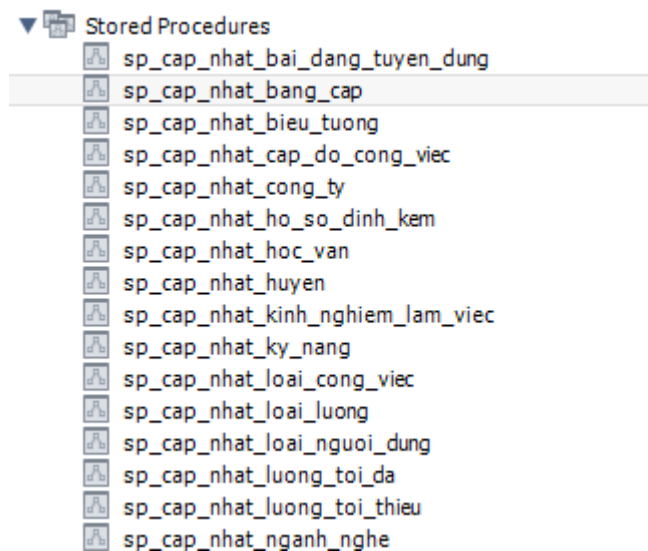 Stored Procedures
sp_cap_nhat_bai_dang_tuyen_dung
sp_cap_nhat_bang_cap
sp_cap_nhat_bieu_tuong
sp_cap_nhat_cap_do_cong_viec
sp_cap_nhat_cong_ty
sp_cap_nhat_ho_so_dinh_kem
sp_cap_nhat_hoc_van
sp_cap_nhat_huyen
sp_cap_nhat_kinh_nghiem_lam_viec
sp_cap_nhat_ky_nang
sp_cap_nhat_loai_cong_viec
sp_cap_nhat_loai_luong
sp_cap_nhat_loai_nguoi_dung
sp_cap_nhat_luong_toi_da
sp_cap_nhat_luong_toi_thieu
sp_cap_nhat_nganh_nghe